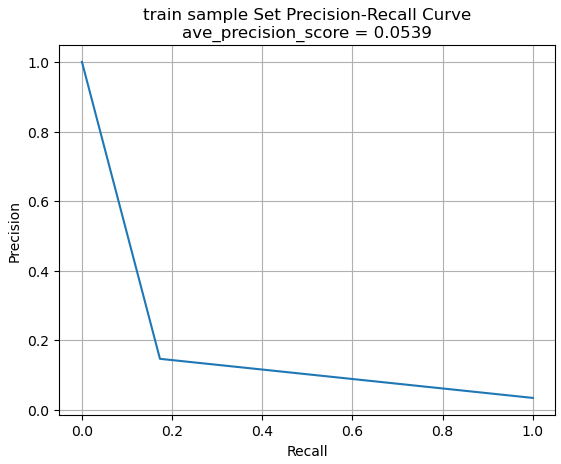 train sample Set Precision-Recall Curve
ave_precision_score = 0.0539
1.0
0.8
0.6
0.4
0.2
0.0
Precision
0.0 0.2 0.4 0.6 0.8 1.0
Recall